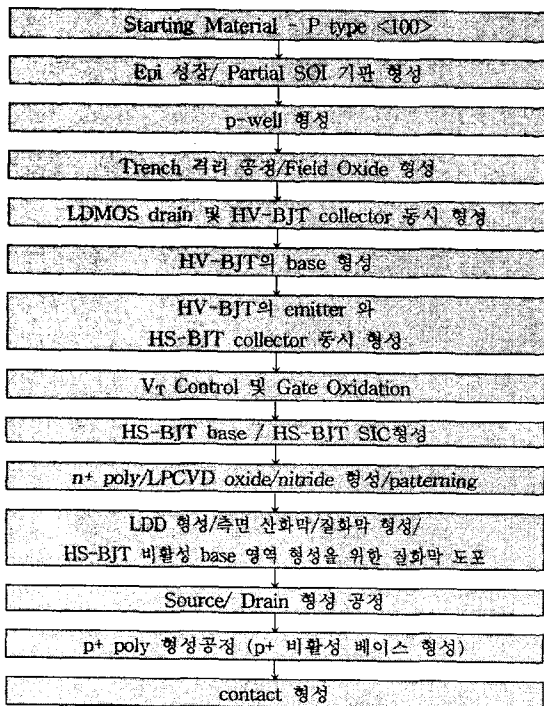 Starting Material - P type <100>
Epi 성장/ Partial SOI 기판 형성
p-well 형성
Trench 격리 공정/Field Oxide 형성
LDMOS drain 및 HV-BJT collector 동시 형성
HV-BJT의 base 형성
HV-BJT의 emitter 와
HS-BJT collector 동시 형성
V_T Control 및 Gate Oxidation
HS-BJT base / HS-BJT SIC형성
n+ poly/LPCVD oxide/nitride 형성/patterning
LDD 형성/측면 산화막/질화막 형성/
HS-BJT 비활성 base 영역 형성을 위한 질화막 도포
Source/ Drain 형성 공정
p+ poly 형성공정 (p+ 비활성 베이스 형성)
contact 형성